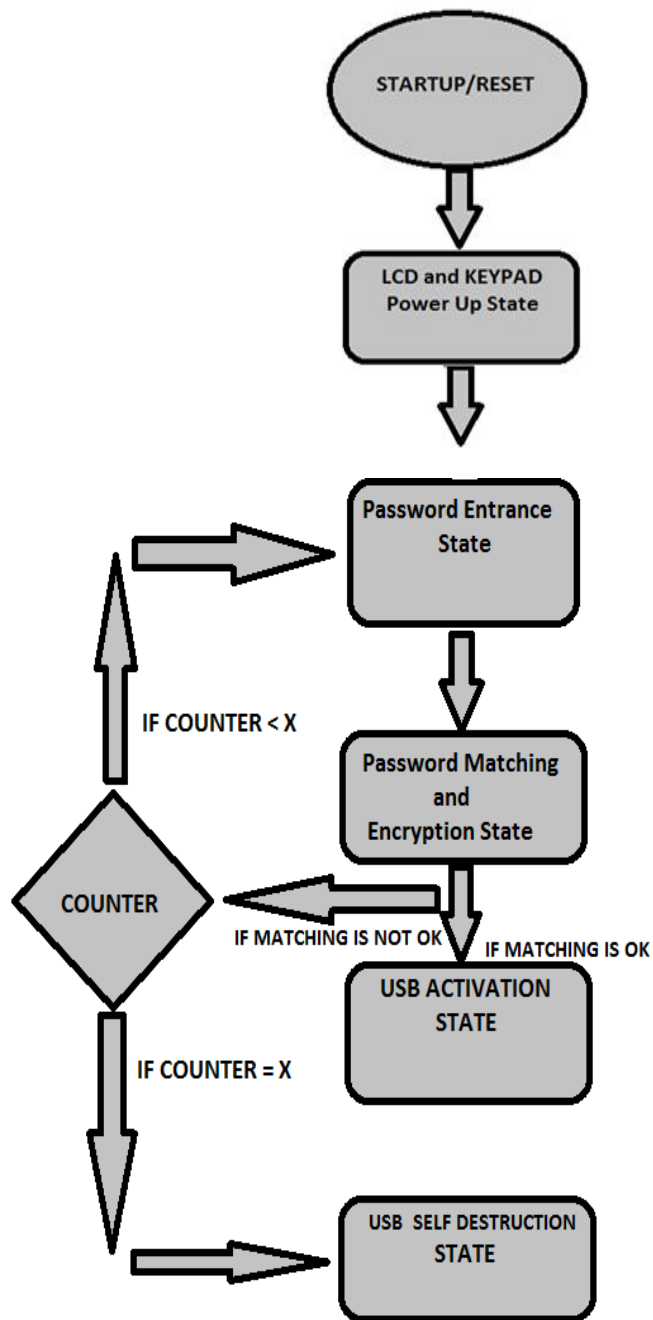 STARTUP/RESET
LCD and KEYPAD
Power Up State
Password Entrance
State
IF COUNTER < X
Password Matching
and
Encryption State
COUNTER
IF MATCHING IS NOT OK
IF MATCHING IS OK
USB ACTIVATION
STATE
IF COUNTER = X
USB SELF DESTRUCTION
STATE